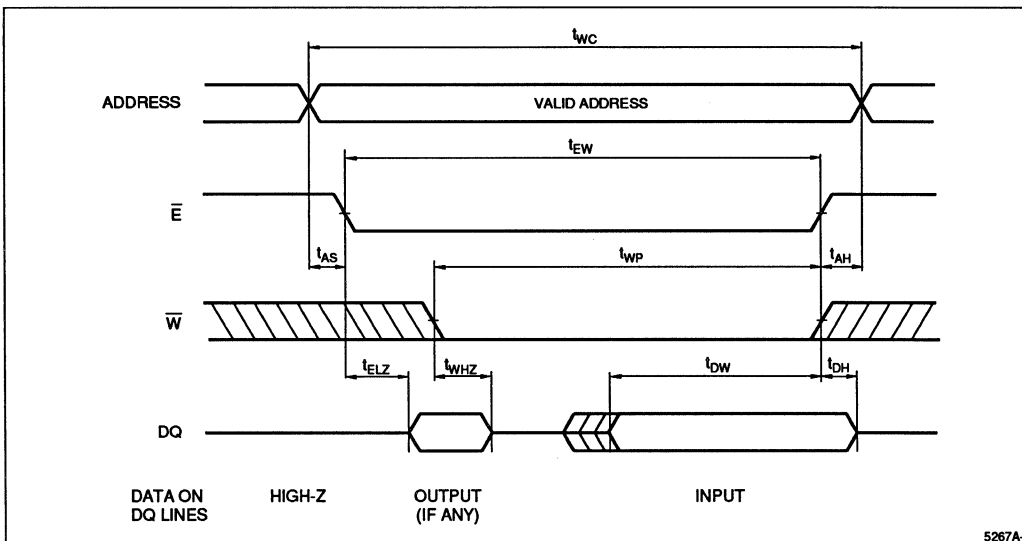 tWC
ADDRESS
VALID ADDRESS
tEW
E
tAS
tWP
tAH
W
tELZ
tWHZ
tDW
tDH
DQ
DATA ON
DQ LINES
HIGH-Z
OUTPUT
(IF ANY)
INPUT
5267A-